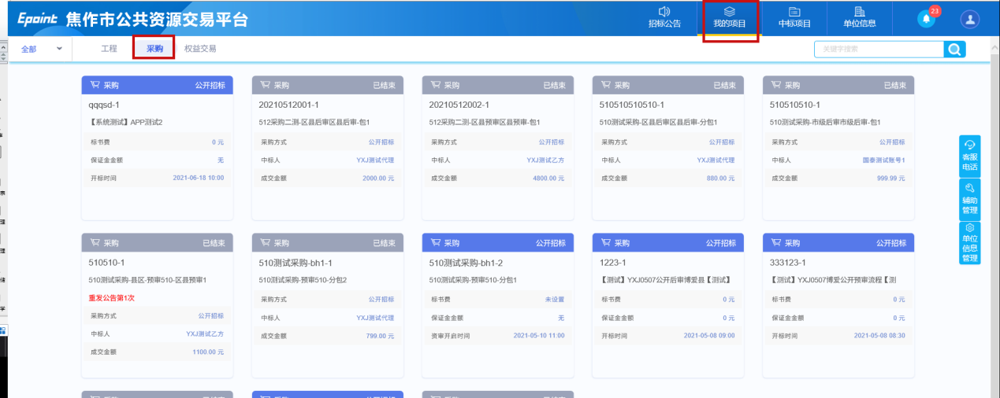 Epoint 焦作市公共资源交易平台
招标公告 我的项目 中标项目 单位信息 23
全部 工程 采购 权益交易 关键字搜索
采购 公开招标
qqqsd-1
【系统测试】APP测试2
标书费 0 元
保证金金额 无
开标时间 2021-06-18 10:00
采购 已结束
20210512001-1
512采购二测-区县后审区县后审-包1
采购方式 公开招标
中标人 YXJ测试代理
成交金额 2000.00 元
采购 已结束
20210512002-1
512采购二测-区县预审区县预审-包1
采购方式 公开招标
中标人 YXJ测试乙方
成交金额 4800.00 元
采购 已结束
510510510510-1
510测试采购-区县后审区县后审-分包1
采购方式 公开招标
中标人 YXJ测试代理
成交金额 880.00 元
采购 已结束
510510510-1
510测试采购-市级后审市级后审-包1
采购方式 公开招标
中标人 国泰测试账号1
成交金额 999.99 元
客服
电话
辅助
管理
单位
信息
管理
采购 已结束
510510-1
510测试采购-县区-预审510-区县预审1
重发公告第1次
采购方式 公开招标
中标人 YXJ测试乙方
成交金额 1100.00 元
采购 已结束
510测试采购-bh1-1
510测试采购-预审510-分包2
采购方式 公开招标
中标人 YXJ测试代理
成交金额 799.00 元
采购 公开招标
510测试采购-bh1-2
510测试采购-预审510-分包1
标书费 未设置
保证金金额 无
资审开启时间 2021-05-10 11:00
采购 公开招标
1223-1
【测试】YXJ0507公开后审博爱县【测试】
标书费 0 元
保证金金额 0 元
开标时间 2021-05-08 09:00
采购 公开招标
333123-1
【测试】YXJ0507博爱公开预审流程【测
标书费 0 元
保证金金额 0 元
开标时间 2021-05-08 08:30